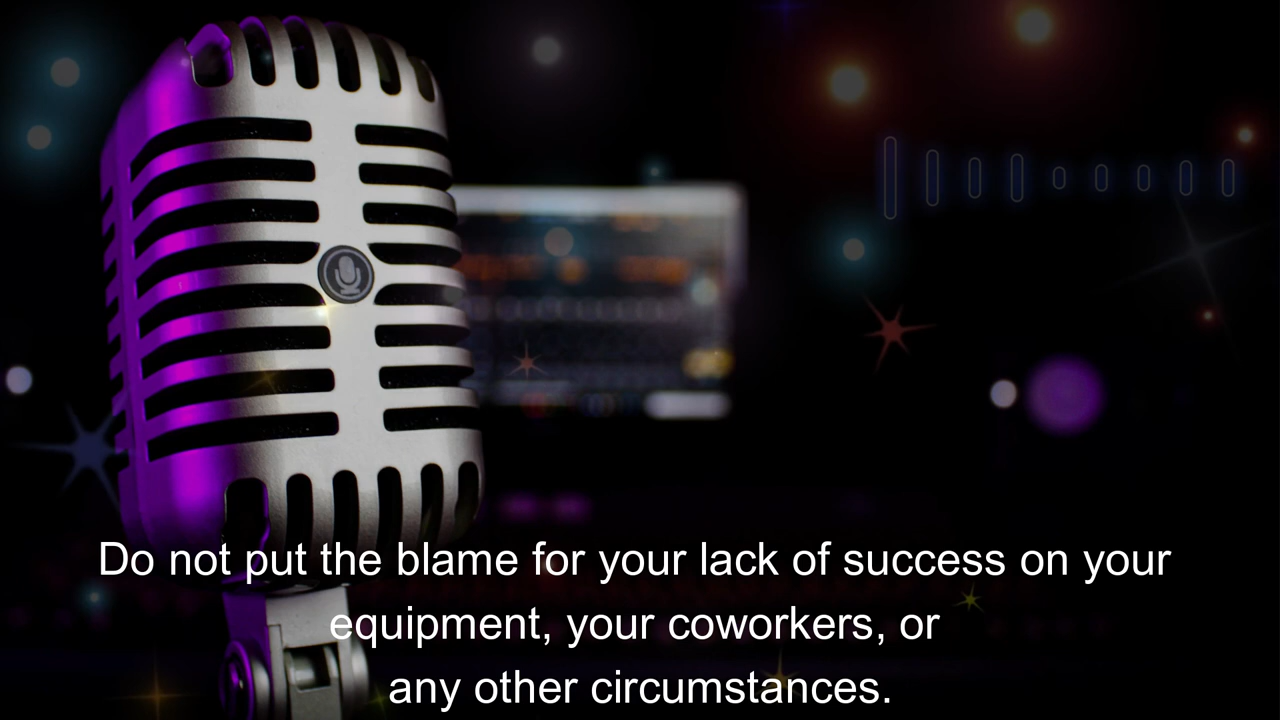 Do not put the blame for your lack of success on your
equipment, your coworkers, or
any other circumstances.